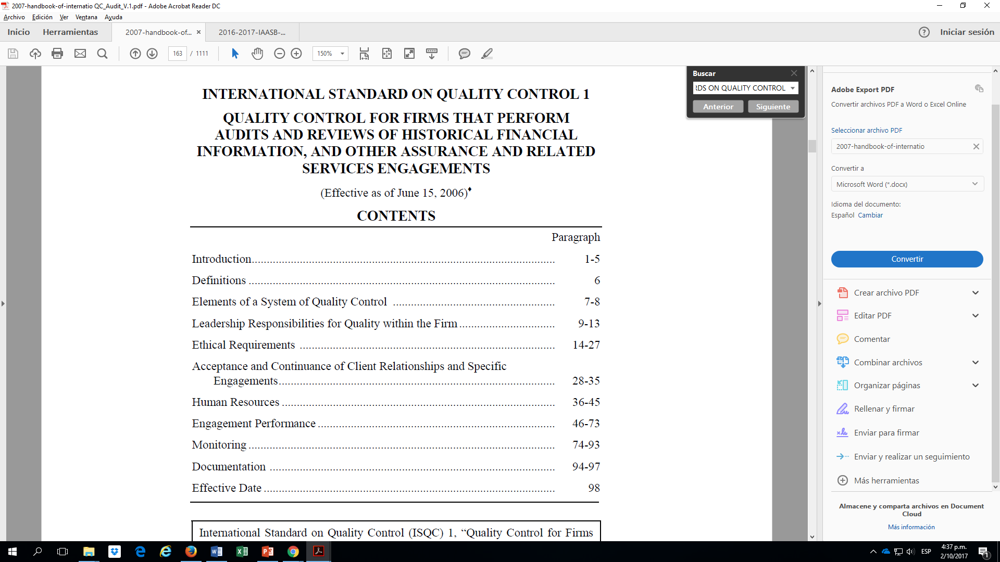 2007-handbook-of-internatio QC_Audit_V.1.pdf - Adobe Acrobat Reader DC
Archivo Edición Ver Ventana Ayuda
Inicio Herramientas 2007-handbook-of... 2016-2017-IAASB-... Iniciar sesión
163 / 1111 150%
INTERNATIONAL STANDARD ON QUALITY CONTROL 1
QUALITY CONTROL FOR FIRMS THAT PERFORM
AUDITS AND REVIEWS OF HISTORICAL FINANCIAL
INFORMATION, AND OTHER ASSURANCE AND RELATED
SERVICES ENGAGEMENTS
(Effective as of June 15, 2006)♦
CONTENTS
Paragraph
Introduction.......... 1-5
Definitions .......... 6
Elements of a System of Quality Control .......... 7-8
Leadership Responsibilities for Quality within the Firm.......... 9-13
Ethical Requirements .......... 14-27
Acceptance and Continuance of Client Relationships and Specific
Engagements.......... 28-35
Human Resources .......... 36-45
Engagement Performance .......... 46-73
Monitoring .......... 74-93
Documentation .......... 94-97
Effective Date .......... 98
International Standard on Quality Control (ISQC) 1, “Quality Control for Firms
Buscar
RDS ON QUALITY CONTROL
Anterior Siguiente
Adobe Export PDF
Convertir archivos PDF a Word o Excel Online
Seleccionar archivo PDF
2007-handbook-of-internatio
Convertir a
Microsoft Word (*.docx)
Idioma del documento:
Español Cambiar
Convertir
Crear archivo PDF
Editar PDF
Comentar
Combinar archivos
Organizar páginas
Rellenar y firmar
Enviar para firmar
Enviar y realizar un seguimiento
Más herramientas
Almacene y comparta archivos en Document
Cloud
Más información
ESP
4:37 p.m.
2/10/2017
1